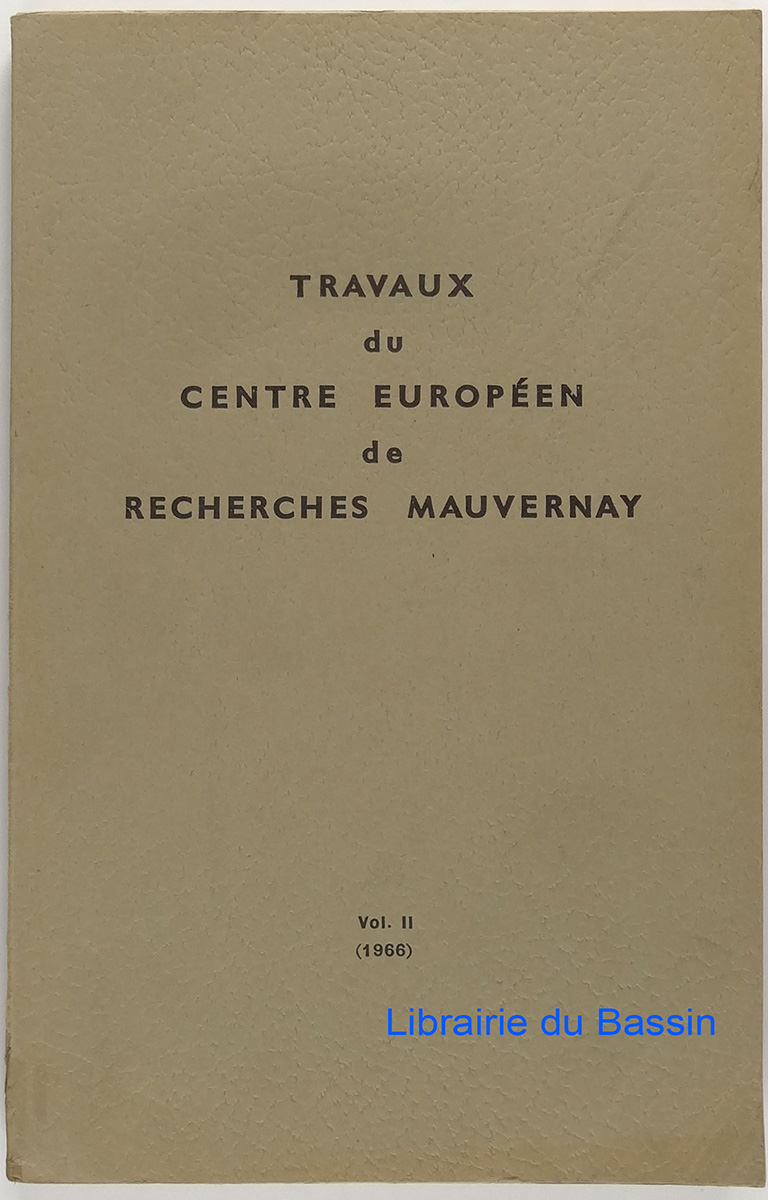 TRAVAUX
du
CENTRE EUROPÉEN
de
RECHERCHES MAUVERNAY
Vol. II
(1966)
Librairie du Bassin